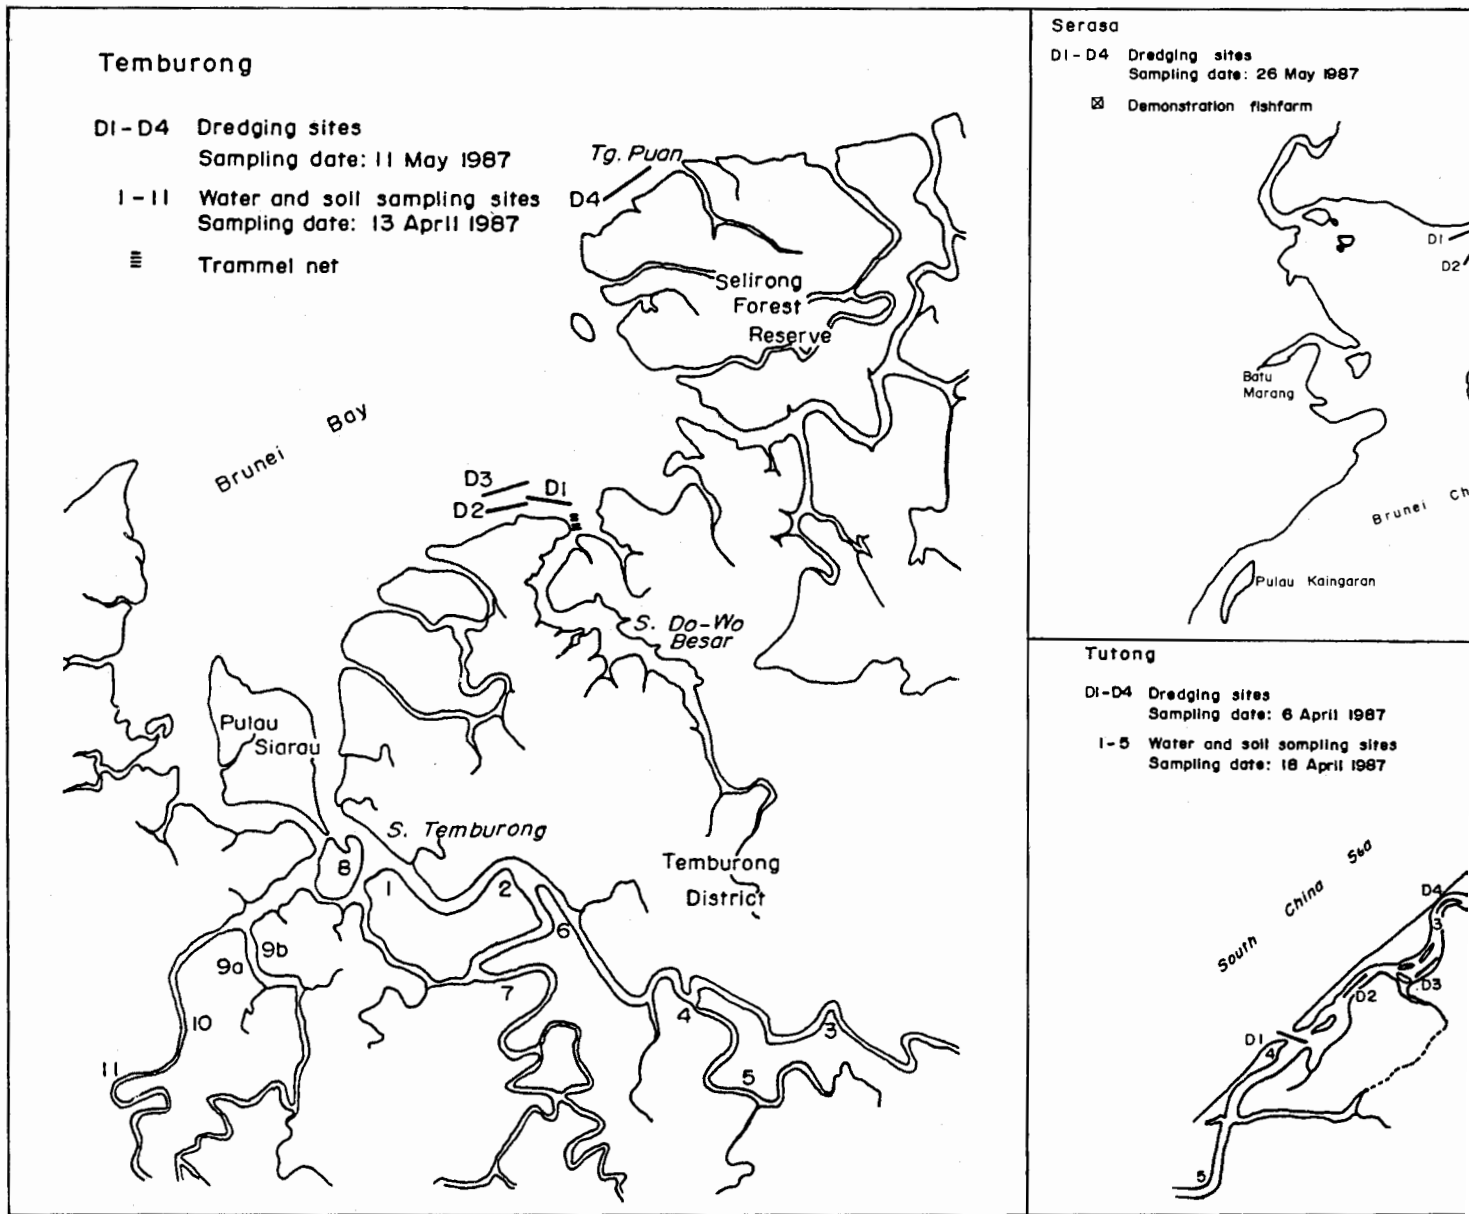 Temburong
D1-D4 Dredging sites
Sampling date: 11 May 1987
1-11 Water and soil sampling sites
Sampling date: 13 April 1987
Trammel net
Tg. Puan
D4
Selirong
Forest
Reserve
Brunei Bay
D3
D1
D2
S. Do-Wo
Besar
Pulau
Siarau
S. Temburong
Temburong
District
8
1
2
6
9b
9a
7
10
4
3
11
5
Serasa
D1-D4 Dredging sites
Sampling date: 26 May 1987
Demonstration fishfarm
D1
D2
Batu
Marang
Brunei Ch
Pulau Kaingaran
Tutong
D1-D4 Dredging sites
Sampling date: 6 April 1987
1-5 Water and soil sompling sites
Sampling date: 18 April 1987
South China Sea
D4
3
D3
D2
D1
4
5